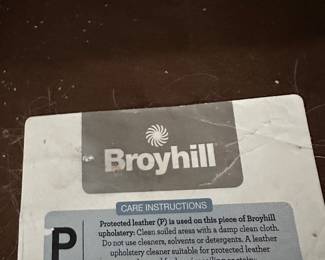 Broyhill
CARE INSTRUCTIONS
P
Protected leather (P) is used on this piece of Broyhill
upholstery: Clean soiled areas with a damp clean cloth.
Do not use cleaners, solvents or detergents. A leather
upholstery cleaner suitable for protected leather